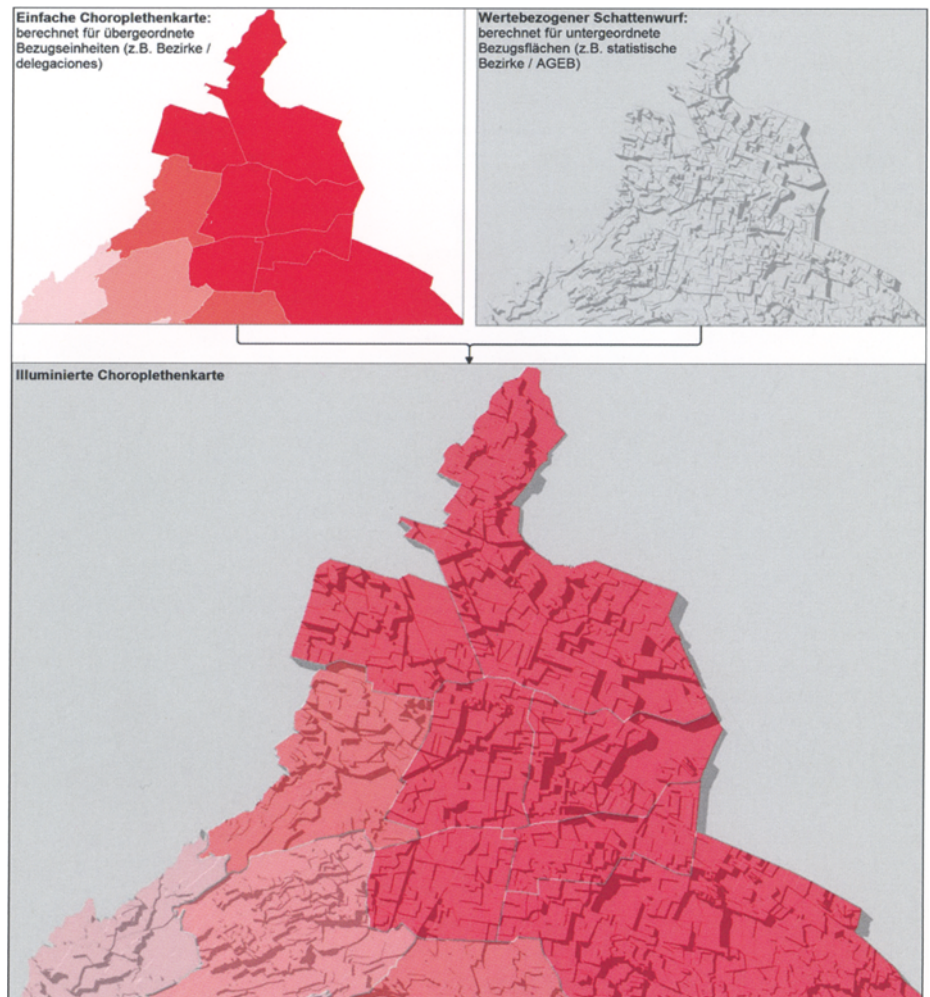 Einfache Choroplethenkarte:
berechnet für übergeordnete
Bezugseinheiten (z.B. Bezirke /
delegaciones)
Wertebezogener Schattenwurf:
berechnet für untergeordnete
Bezugsflächen (z.B. statistische
Bezirke / AGEB)
Illuminierte Choroplethenkarte